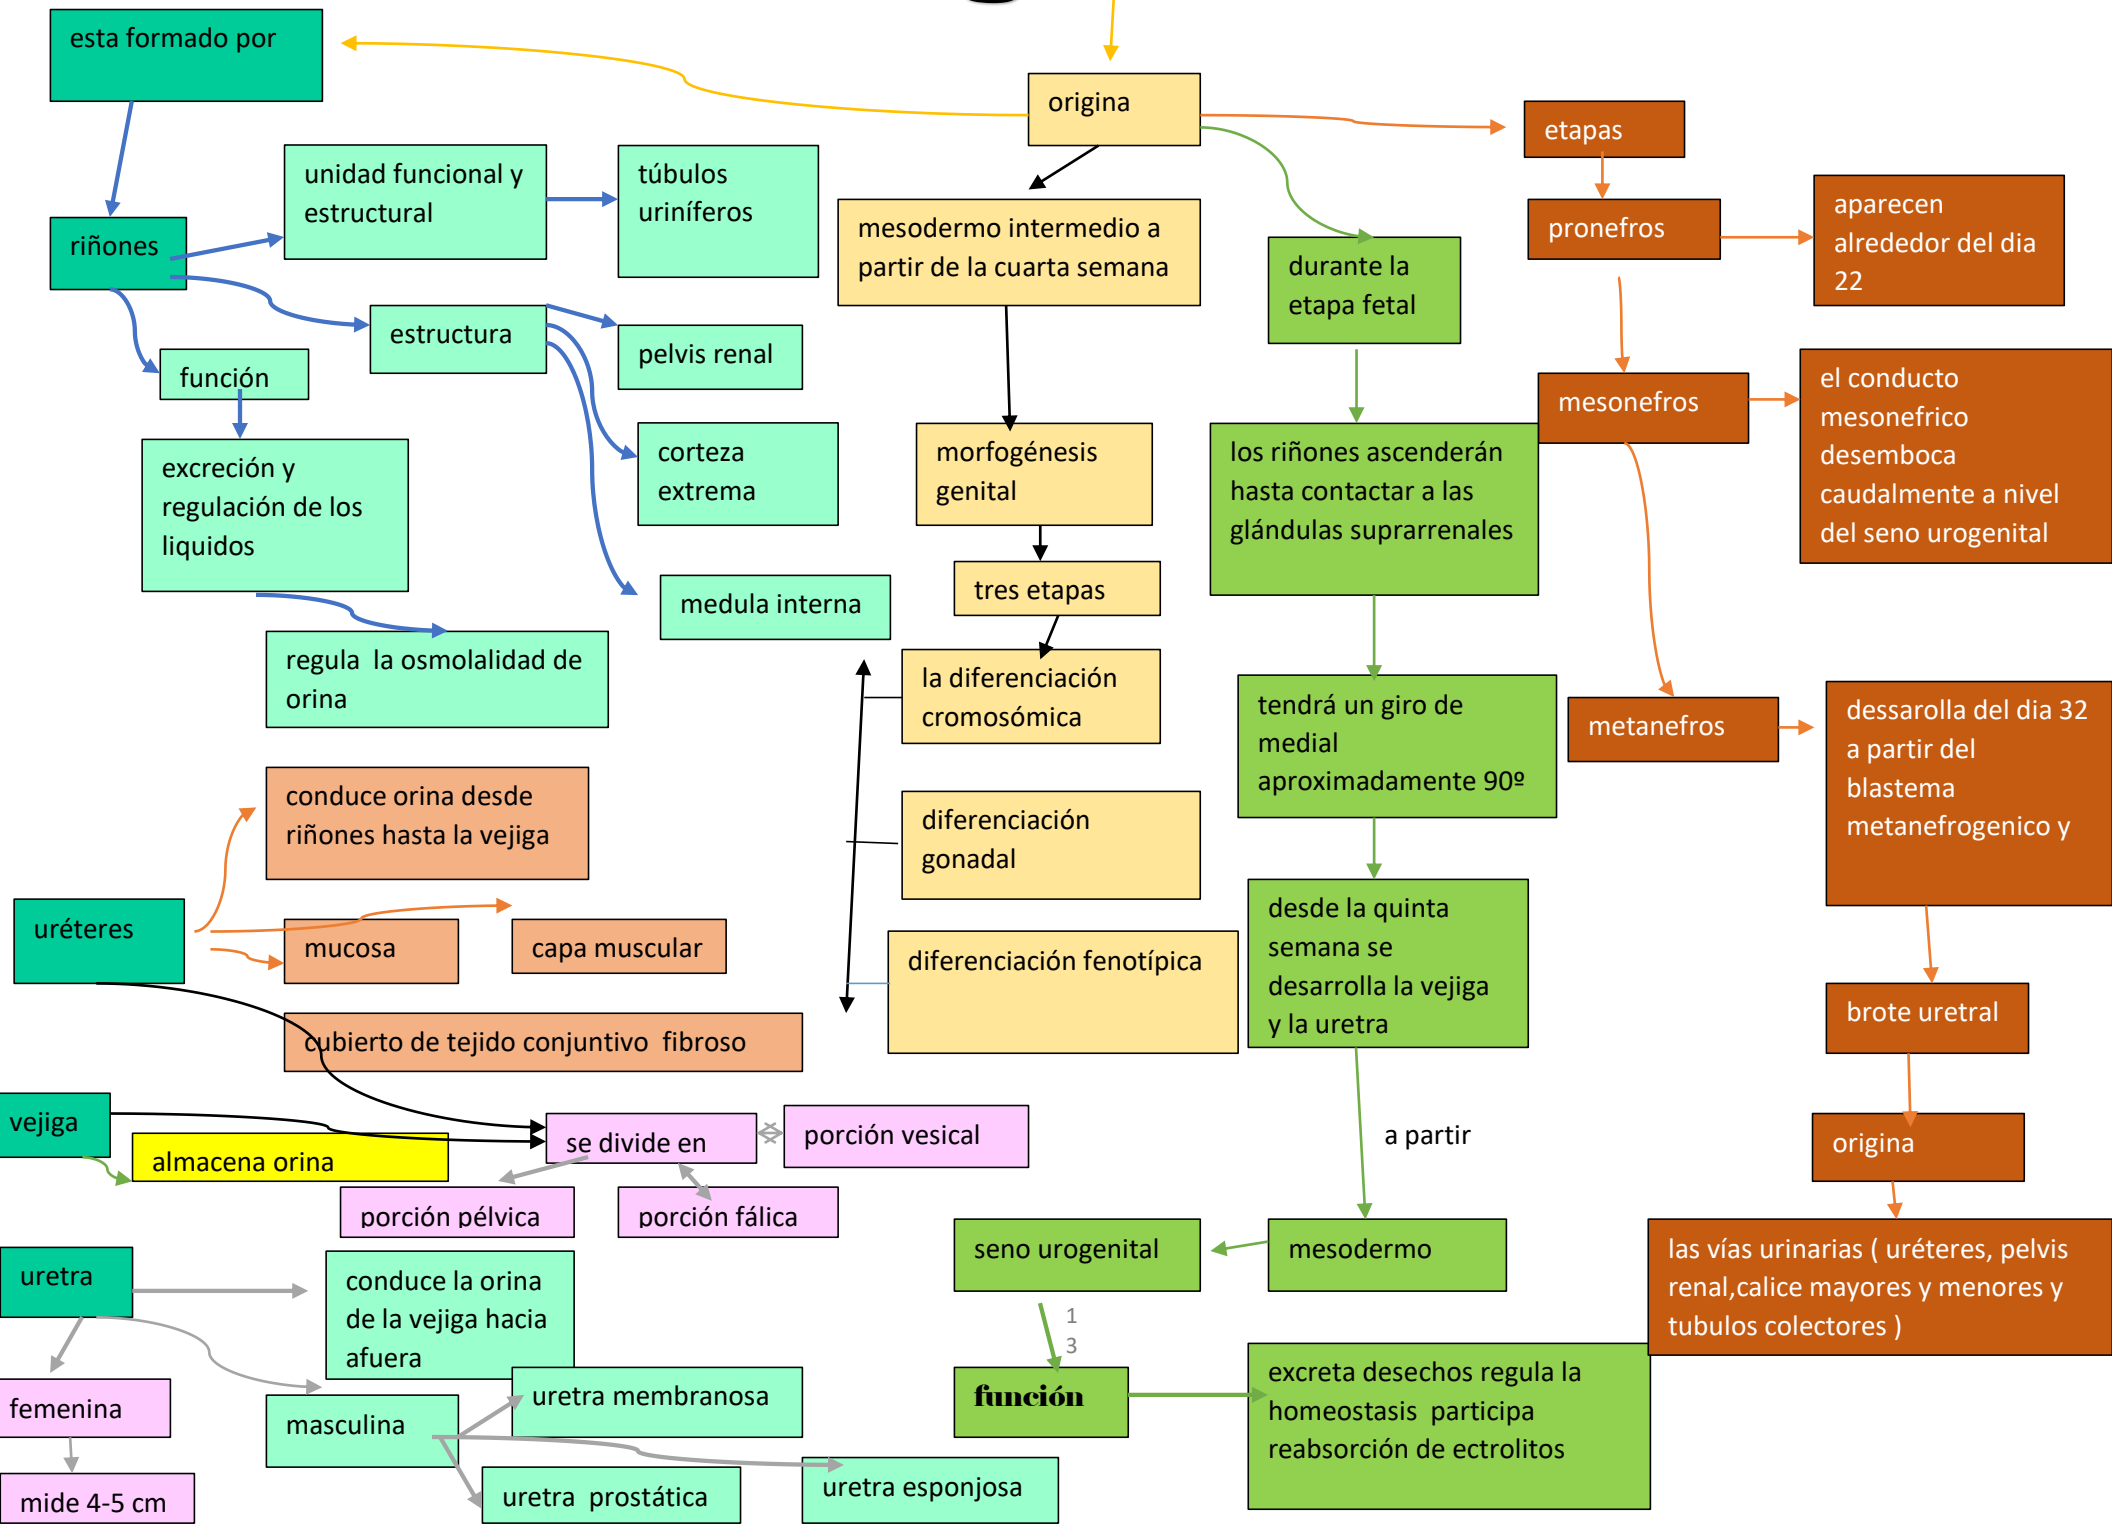 esta formado por
origina
etapas
unidad funcional y
estructural
túbulos
uriníferos
riñones
mesodermo intermedio a
partir de la cuarta semana
durante la
etapa fetal
pronefros
aparecen
alrededor del dia
22
estructura
pelvis renal
función
corteza
extrema
excreción y
regulación de los
liquidos
medula interna
regula  la osmolalidad de
orina
morfogénesis
genital
tres etapas
la diferenciación
cromosómica
diferenciación
gonadal
diferenciación fenotípica
los riñones ascenderán
hasta contactar a las
glándulas suprarrenales
tendrá un giro de
medial
aproximadamente 90º
desde la quinta
semana se
desarrolla la vejiga
y la uretra
a partir
mesodermo
seno urogenital
1
3
función
excreta desechos regula la
homeostasis  participa
reabsorción de ectrolitos
mesonefros
el conducto
mesonefrico
desemboca
caudalmente a nivel
del seno urogenital
metanefros
dessarolla del dia 32
a partir del
blastema
metanefrogenico y
brote uretral
origina
las vías urinarias ( uréteres, pelvis
renal,calice mayores y menores y
tubulos colectores )
uréteres
conduce orina desde
riñones hasta la vejiga
mucosa
capa muscular
cubierto de tejido conjuntivo  fibroso
vejiga
almacena orina
se divide en
porción vesical
porción pélvica
porción fálica
uretra
conduce la orina
de la vejiga hacia
afuera
femenina
mide 4-5 cm
masculina
uretra membranosa
uretra  prostática
uretra esponjosa